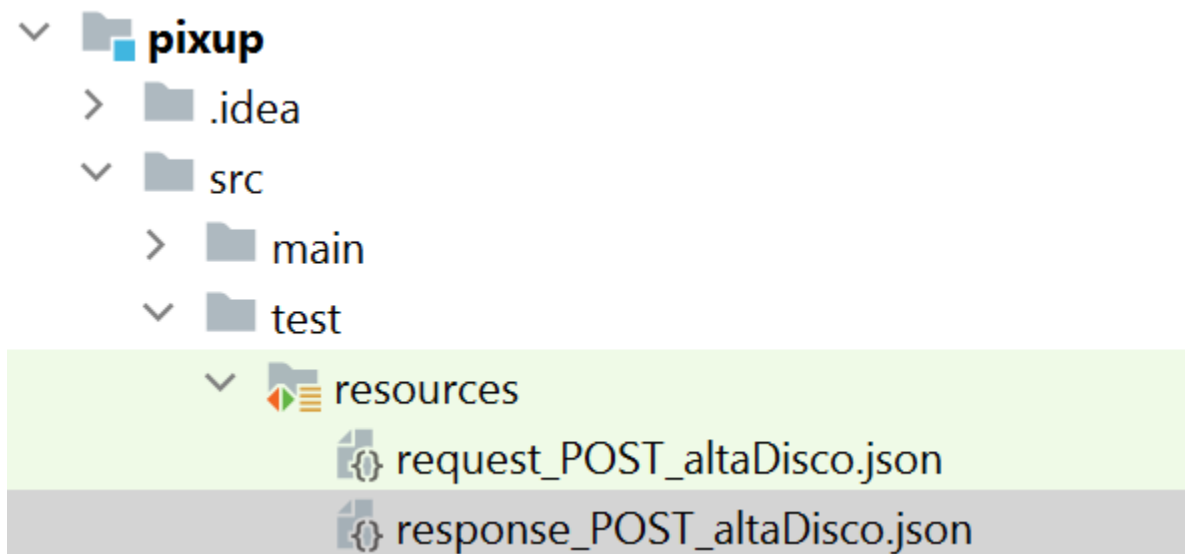 pixup
.idea
src
main
test
resources
request_POST_altaDisco.json
response_POST_altaDisco.json